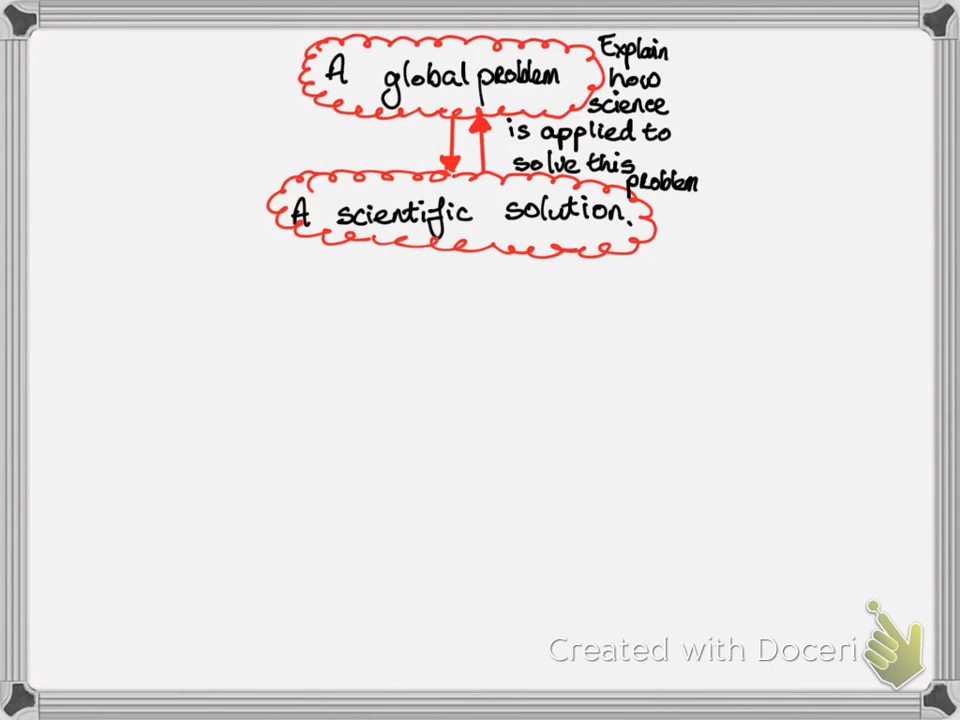 A global problem
Explain
how
science
is applied to
solve this
problem
A scientific solution.
Created with Doceri